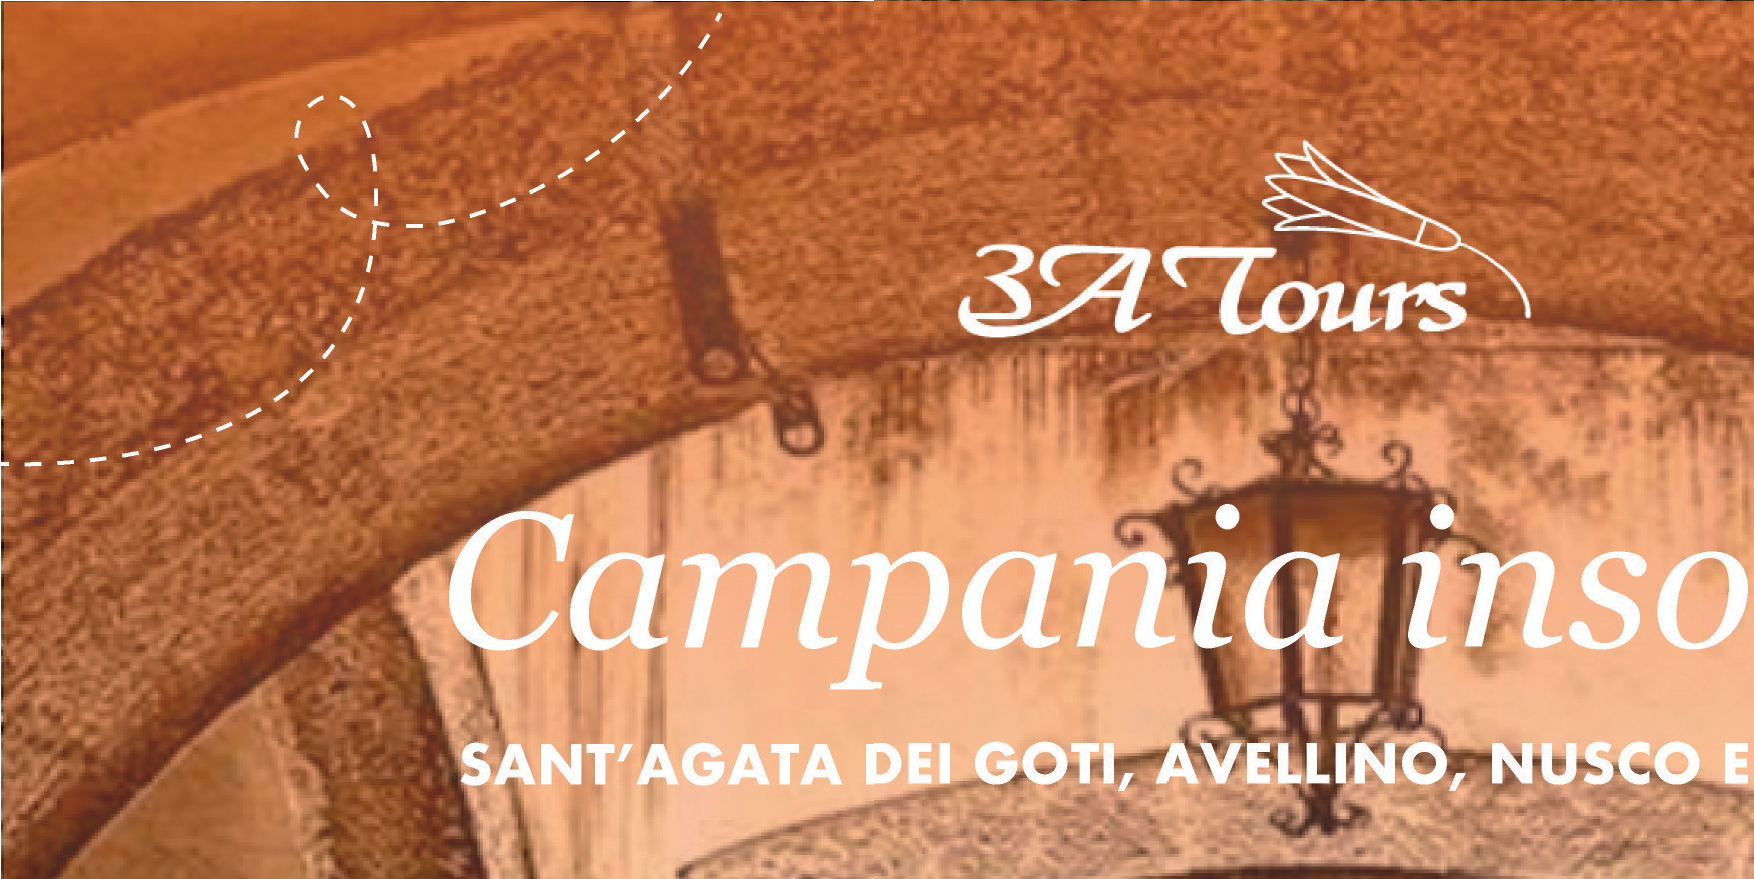 3A Tours
Campania inso
SANT’AGATA DEI GOTI, AVELLINO, NUSCO E